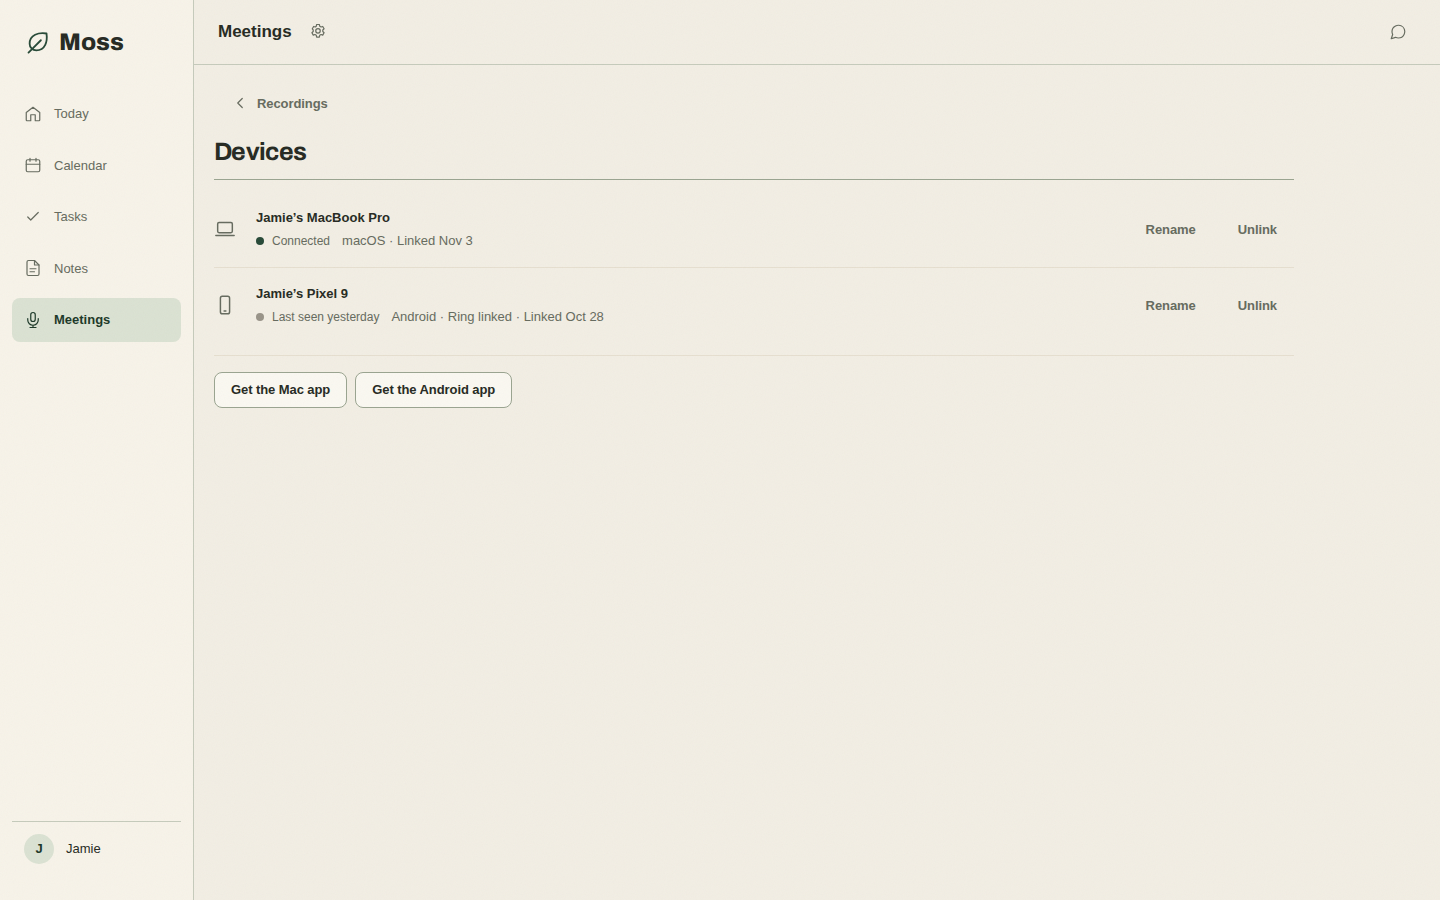 Moss
Today
Calendar
Tasks
Notes
Meetings
J Jamie
Meetings
Recordings
Devices
Jamie’s MacBook Pro
Connected macOS · Linked Nov 3
Rename Unlink
Jamie’s Pixel 9
Last seen yesterday Android · Ring linked · Linked Oct 28
Rename Unlink
Get the Mac app Get the Android app